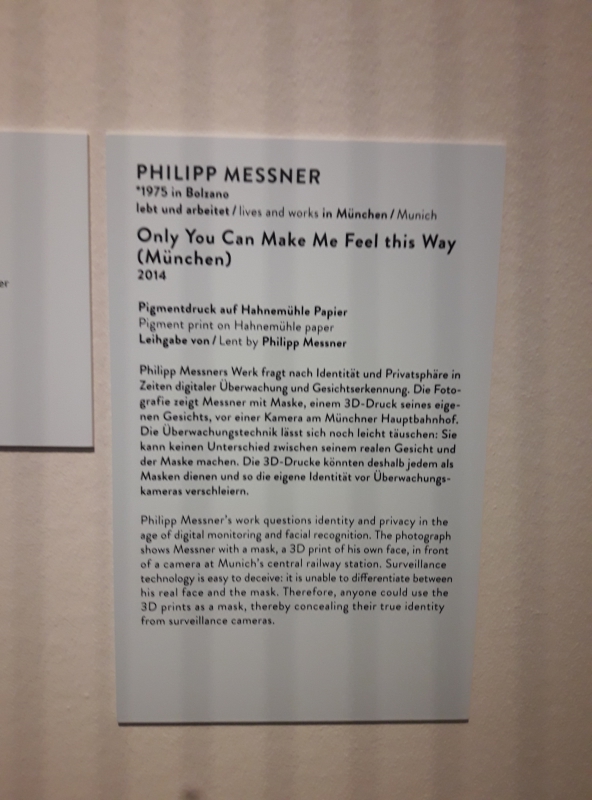 PHILIPP MESSNER
*1975 in Bolzano
lebt und arbeitet / lives and works in München / Munich
Only You Can Make Me Feel this Way
(München)
2014
Pigmentdruck auf Hahnemühle Papier
Pigment print on Hahnemühle paper
Leihgabe von / Lent by Philipp Messner
Philipp Messners Werk fragt nach Identität und Privatsphäre in
Zeiten digitaler Überwachung und Gesichtserkennung. Die Foto-
grafie zeigt Messner mit Maske, einem 3D-Druck seines eige-
nen Gesichts, vor einer Kamera am Münchner Hauptbahnhof.
Die Überwachungstechnik lässt sich noch leicht täuschen: Sie
kann keinen Unterschied zwischen seinem realen Gesicht und
der Maske machen. Die 3D-Drucke könnten deshalb jedem als
Masken dienen und so die eigene Identität vor Überwachungs-
kameras verschleiern.
Philipp Messner's work questions identity and privacy in the
age of digital monitoring and facial recognition. The photograph
shows Messner with a mask, a 3D print of his own face, in front
of a camera at Munich's central railway station. Surveillance
technology is easy to deceive: it is unable to differentiate between
his real face and the mask. Therefore, anyone could use the
3D prints as a mask, thereby concealing their true identity
from surveillance cameras.